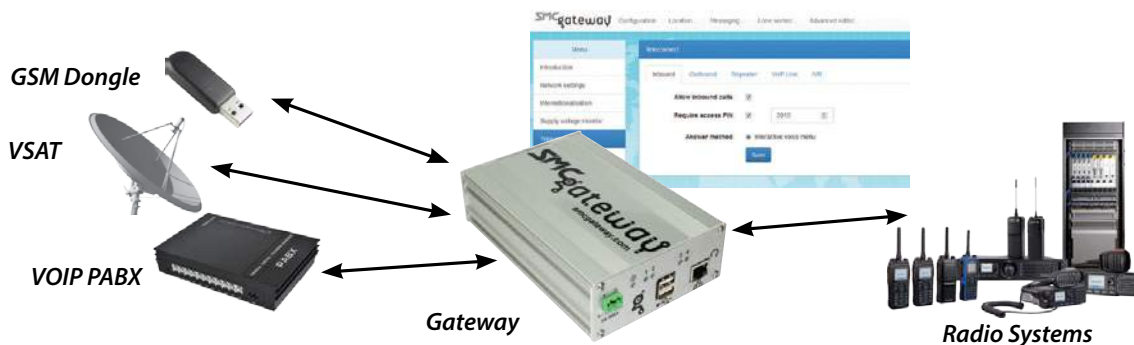 SMCgateway Configuration Location Messaging Advanced editor
Menu
Interconnect
Introduction
Network settings
Internationalization
Supply voltage monitor
Inbound Outbound Repeater VoIP Line IVR
Allow inbound calls
Require access PIN
Answer method Interactive voice menu
Save
GSM Dongle
VSAT
VOIP PABX
PABX
SMCgateway
smcgateway.com
Gateway
Radio Systems